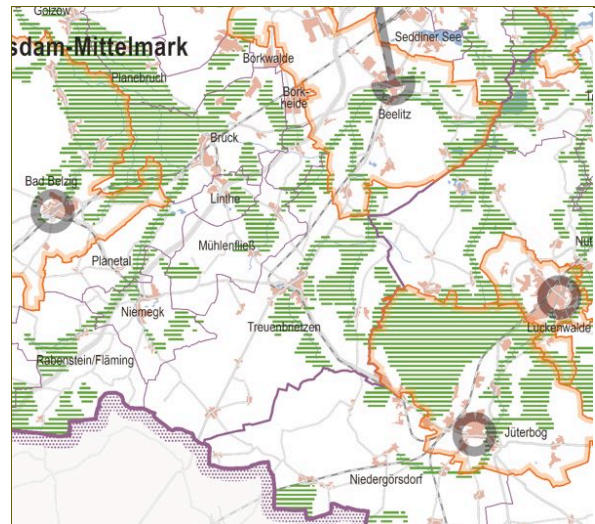 Golzow
sdam-Mittelmark
Planebruch
Borkwalde
Seddiner See
Bork-
heide
Beelitz
Brück
Bad Belzig
Linthe
Mühlenfließ
Planetal
Niemegk
Treuenbrietzen
Luckenwalde
Rabenstein/Fläming
Jüterbog
Niedergörsdorf